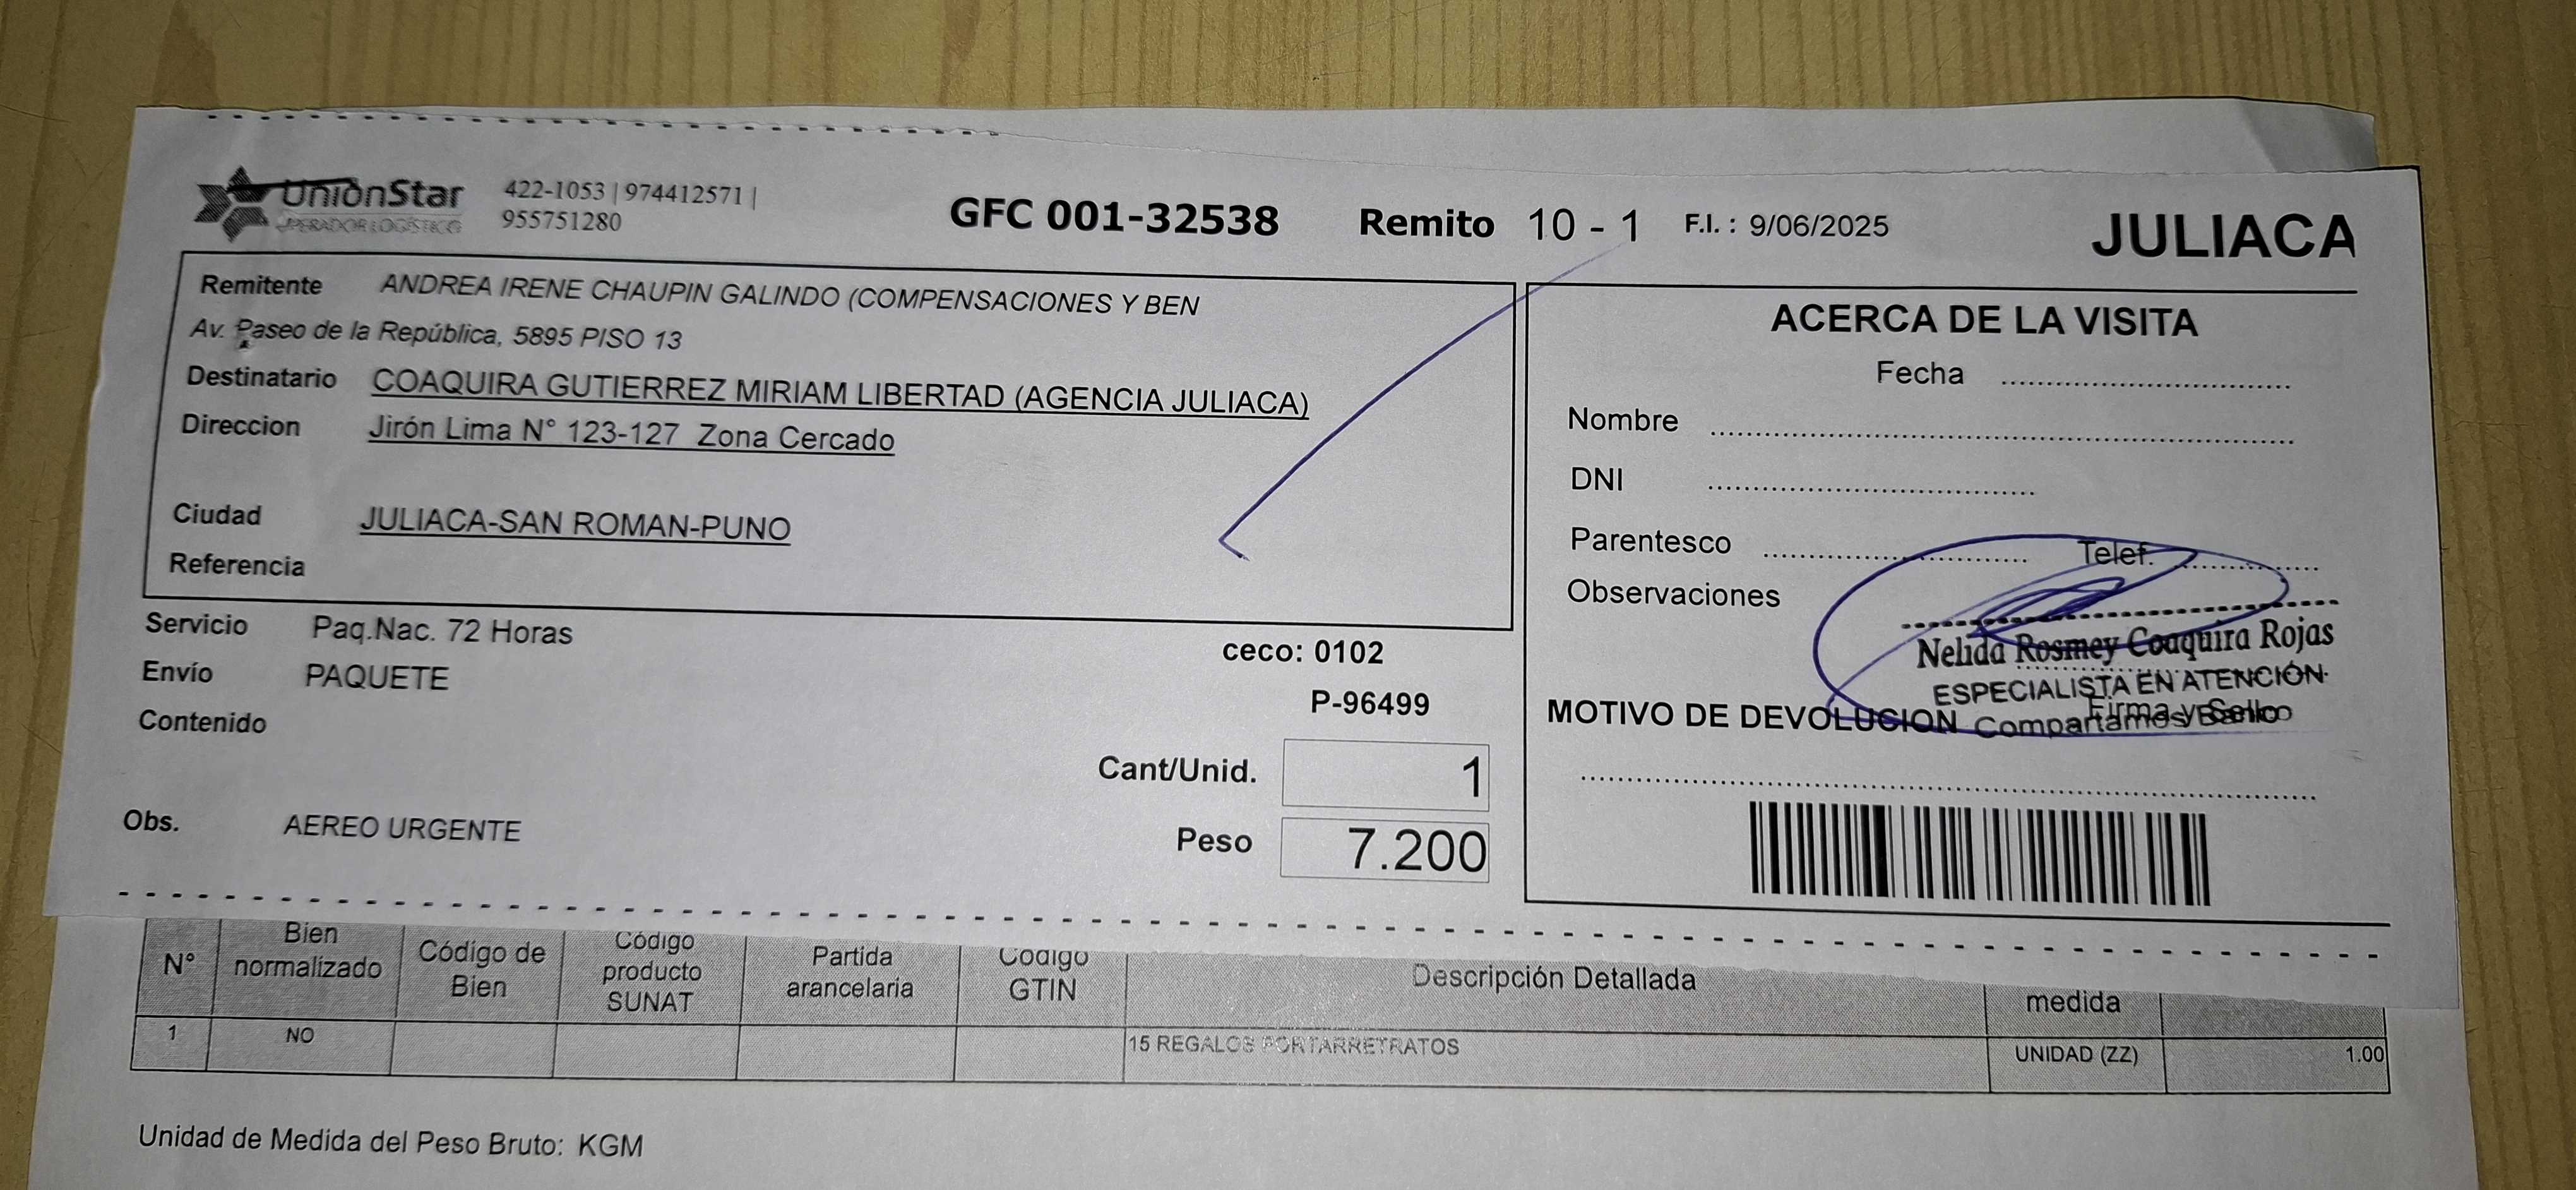 UnionStar
OPERADOR LOGÍSTICO
422-1053 | 974412571 |
955751280
GFC 001-32538
Remito 10 - 1
F.I. : 9/06/2025
JULIACA
Remitente ANDREA IRENE CHAUPIN GALINDO (COMPENSACIONES Y BEN
Av. Paseo de la República, 5895 PISO 13
Destinatario COAQUIRA GUTIERREZ MIRIAM LIBERTAD (AGENCIA JULIACA)
Direccion Jirón Lima N° 123-127 Zona Cercado
Ciudad JULIACA-SAN ROMAN-PUNO
Referencia
Servicio Paq.Nac. 72 Horas
Envío PAQUETE
Contenido
ceco: 0102
P-96499
Cant/Unid. 1
Peso 7.200
Obs. AEREO URGENTE
ACERCA DE LA VISITA
Fecha
Nombre
DNI
Parentesco
Telef.
Observaciones
Nelida Rosmey Coaquira Rojas
ESPECIALISTA EN ATENCIÓN
Compartamos Banco
Firma y Sello
MOTIVO DE DEVOLUCION
N° Bien normalizado Código de Bien Código producto SUNAT Partida arancelaria Codigo GTIN Descripción Detallada medida
1 NO 15 REGALOS PORTARRETRATOS UNIDAD (ZZ) 1.00
Unidad de Medida del Peso Bruto: KGM